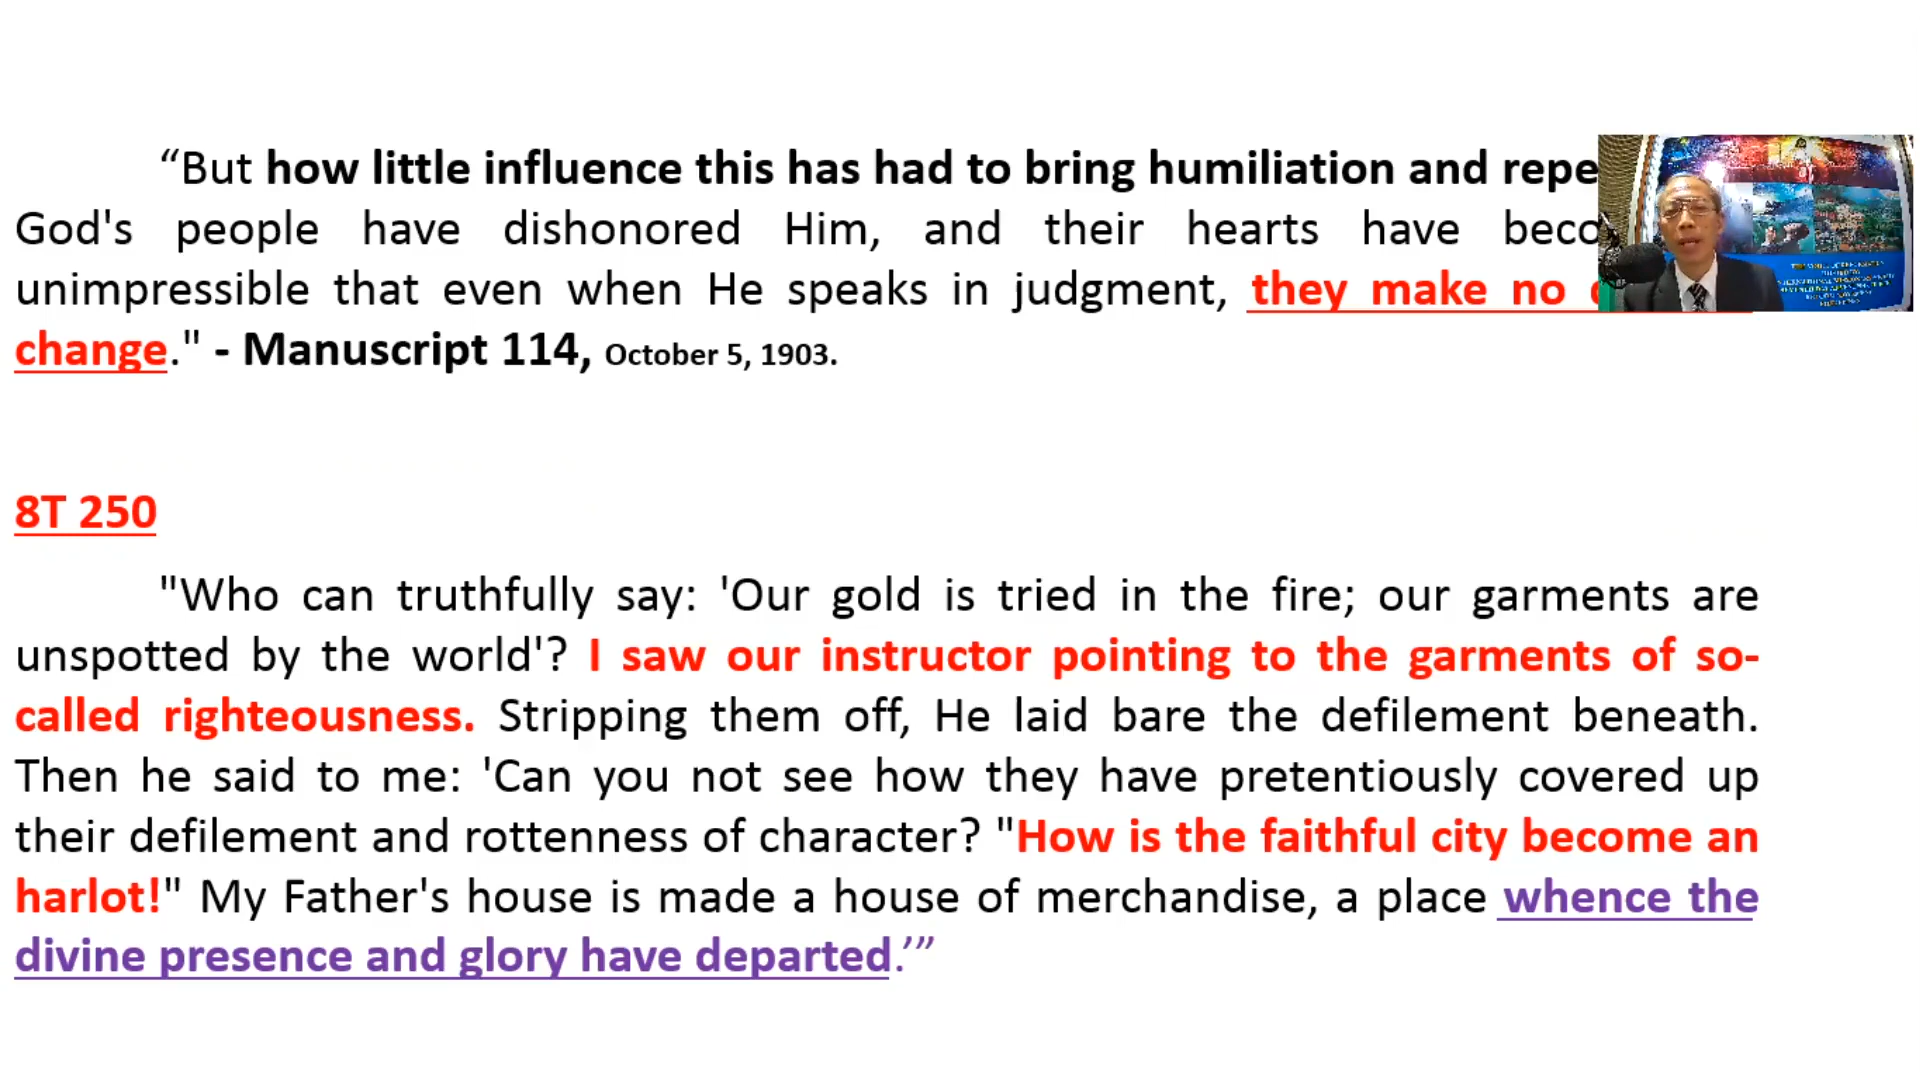 “But how little influence this has had to bring humiliation and
God's people have dishonored Him, and their hearts have
unimpressible that even when He speaks in judgment, they make no
change." - Manuscript 114, October 5, 1903.
8T 250
"Who can truthfully say: 'Our gold is tried in the fire; our garments are
unspotted by the world'? I saw our instructor pointing to the garments of so-
called righteousness. Stripping them off, He laid bare the defilement beneath.
Then he said to me: 'Can you not see how they have pretentiously covered up
their defilement and rottenness of character? "How is the faithful city become an
harlot!" My Father's house is made a house of merchandise, a place whence the
divine presence and glory have departed.’”